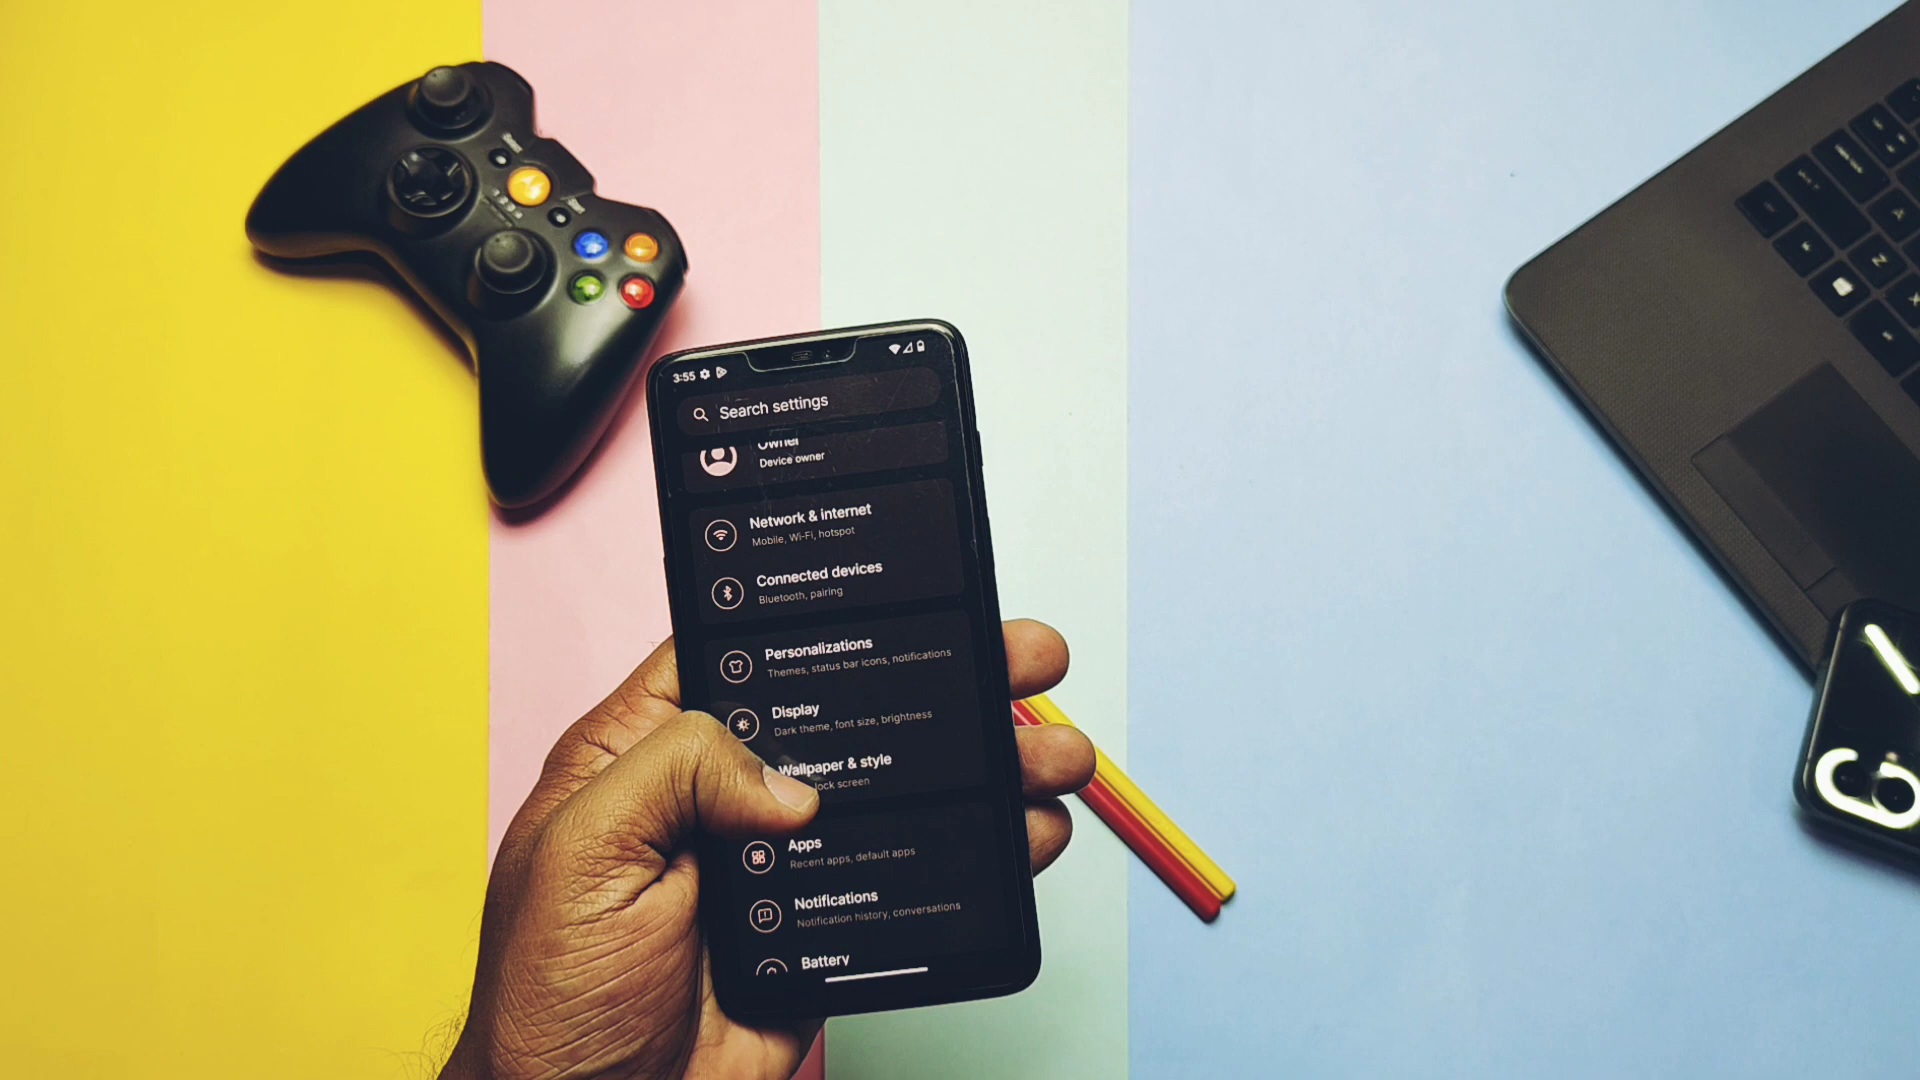 3:55
Search settings
Owner
Device owner
Network & internet
Mobile, Wi-Fi, hotspot
Connected devices
Bluetooth, pairing
Personalizations
Themes, status bar icons, notifications
Display
Dark theme, font size, brightness
Wallpaper & style
lock screen
Apps
Recent apps, default apps
Notifications
Notification history, conversations
Battery
A
Z
X